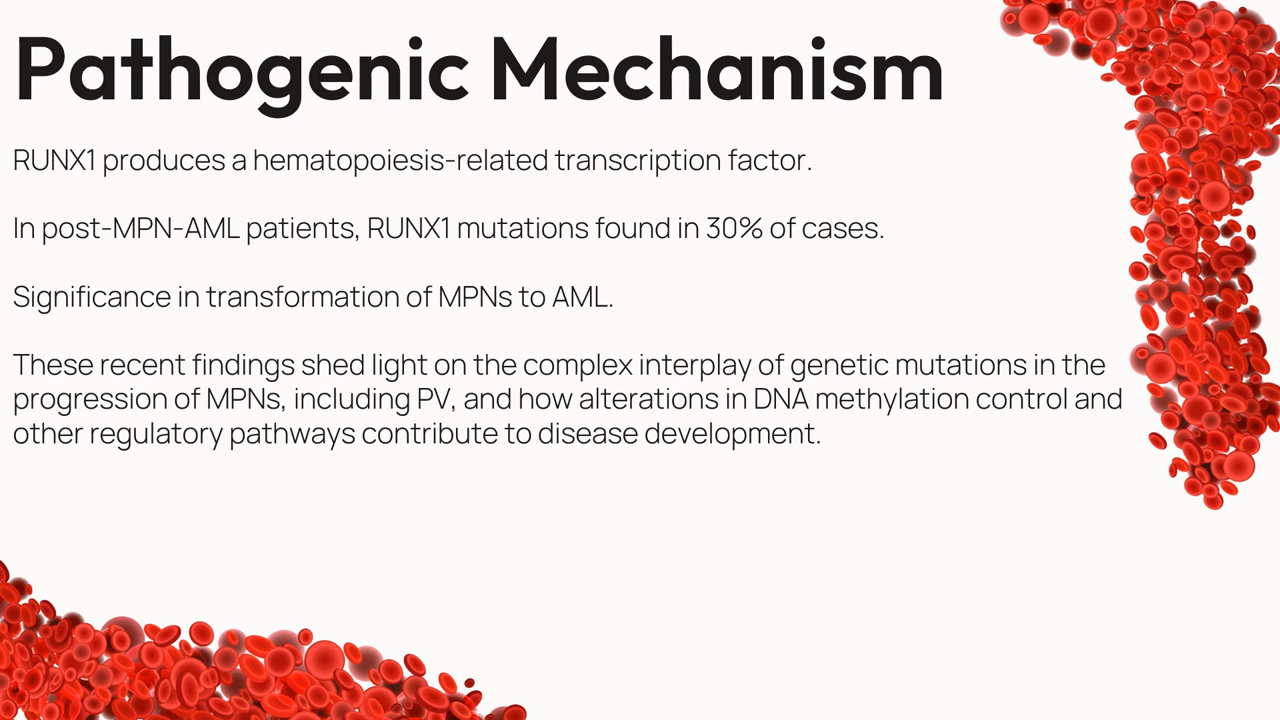 Pathogenic Mechanism
RUNX1 produces a hematopoiesis-related transcription factor.
In post-MPN-AML patients, RUNX1 mutations found in 30% of cases.
Significance in transformation of MPNs to AML.
These recent findings shed light on the complex interplay of genetic mutations in the
progression of MPNs, including PV, and how alterations in DNA methylation control and
other regulatory pathways contribute to disease development.